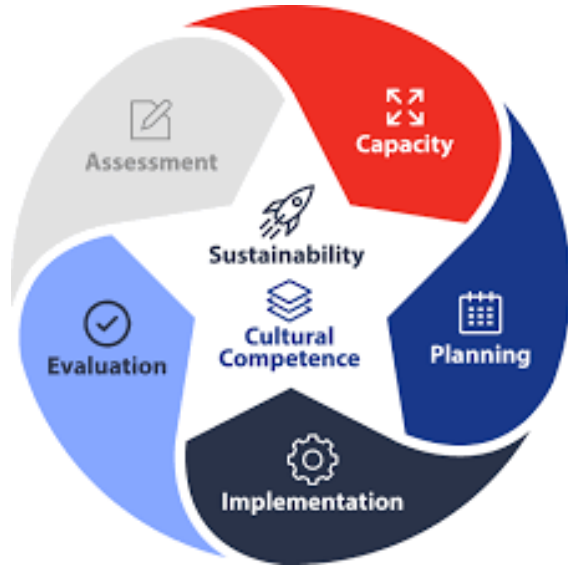 Assessment
Capacity
Sustainability
Cultural
Competence
Planning
Evaluation
Implementation